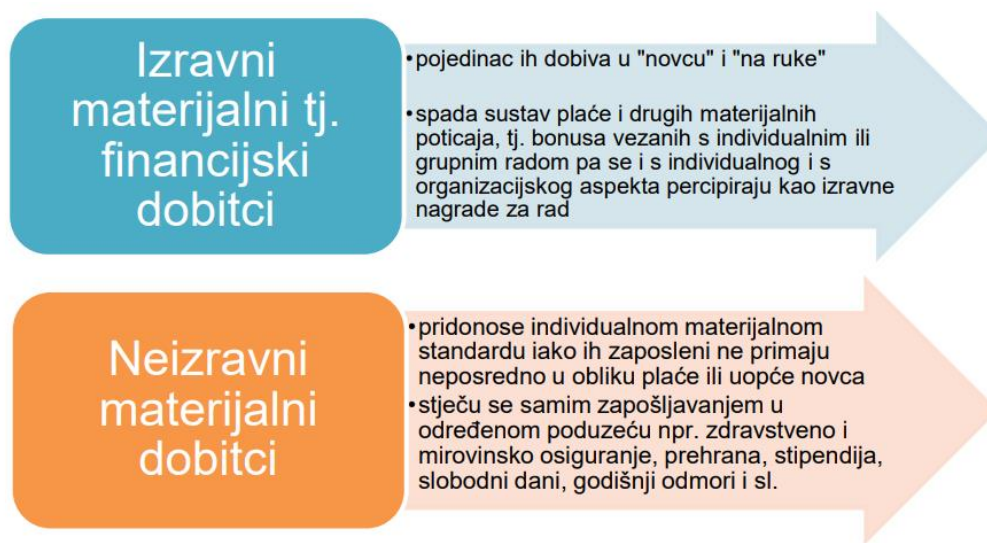 Izravni
materijalni tj.
financijski
dobitci
•pojedinac ih dobiva u "novcu" i "na ruke"
•spada sustav plaće i drugih materijalnih
poticaja, tj. bonusa vezanih s individualnim ili
grupnim radom pa se i s individualnog i s
organizacijskog aspekta percipiraju kao izravne
nagrade za rad
Neizravni
materijalni
dobitci
•pridonose individualnom materijalnom
standardu iako ih zaposleni ne primaju
neposredno u obliku plaće ili uopće novca
•stječu se samim zapošljavanjem u
određenom poduzeću npr. zdravstveno i
mirovinsko osiguranje, prehrana, stipendija,
slobodni dani, godišnji odmori i sl.